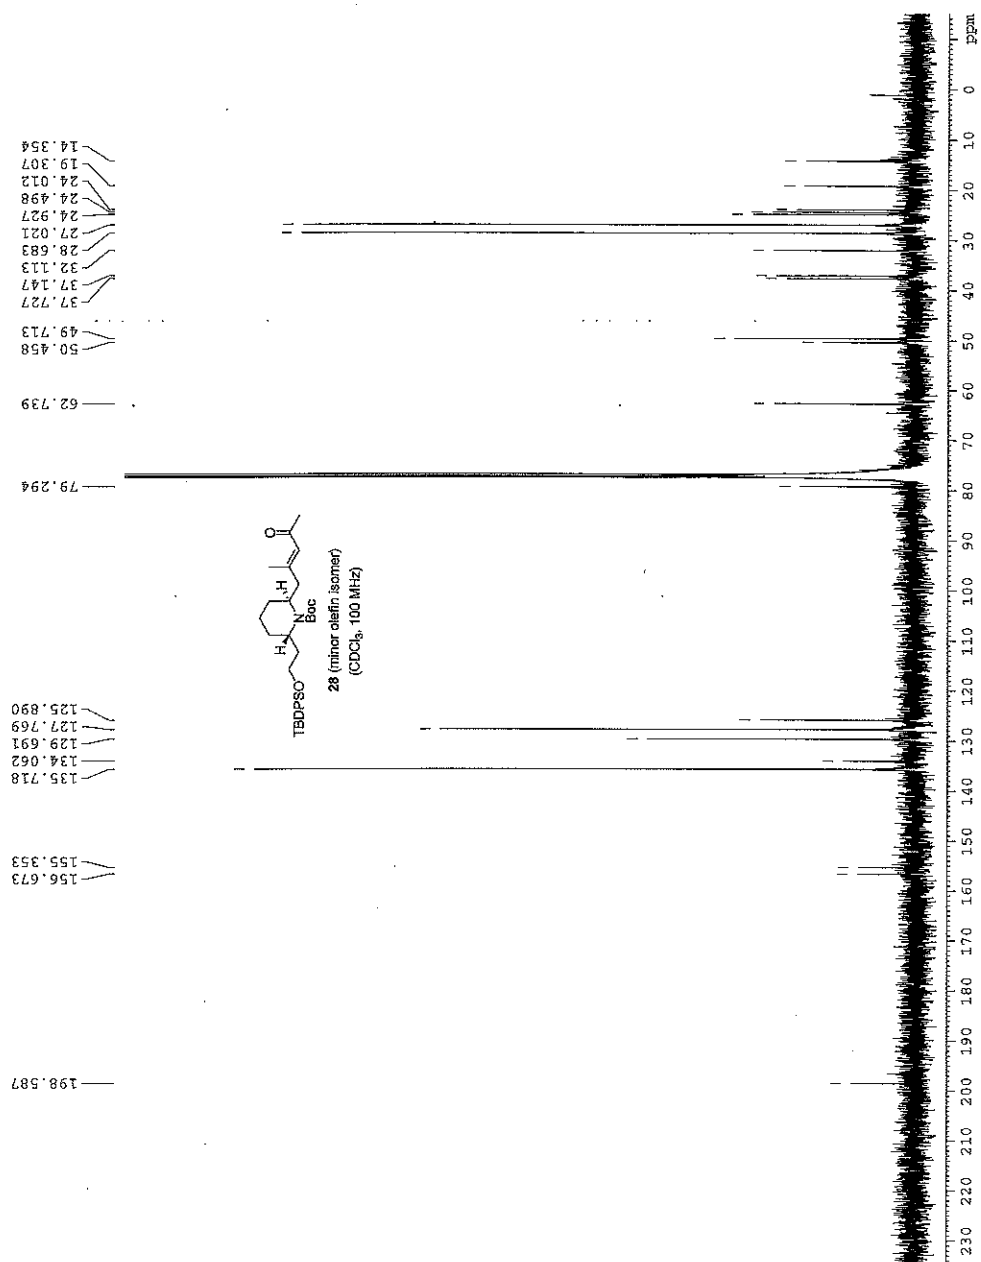 198.587
156.673
155.353
135.718
134.062
129.691
127.769
125.890
79.294
62.739
50.458
49.713
37.727
37.147
32.113
28.683
27.021
24.927
24.498
24.012
19.307
14.354
O
H
H
N
Boc
TBDPSO
28 (minor olefin isomer)
(CDCl₃, 100 MHz)
230 220 210 200 190 180 170 160 150 140 130 120 110 100 90 80 70 60 50 40 30 20 10 0 ppm